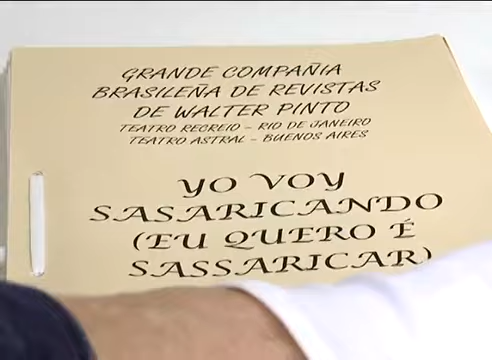 GRANDE COMPAÑIA
BRASILEÑA DE REVISTAS
DE WALTER PINTO
TEATRO RECREIO - RIO DE JANEIRO
TEATRO ASTRAL - BUENOS AIRES
YO VOY
SASARICANDO
(EU QUERO É
SASSARICAR)